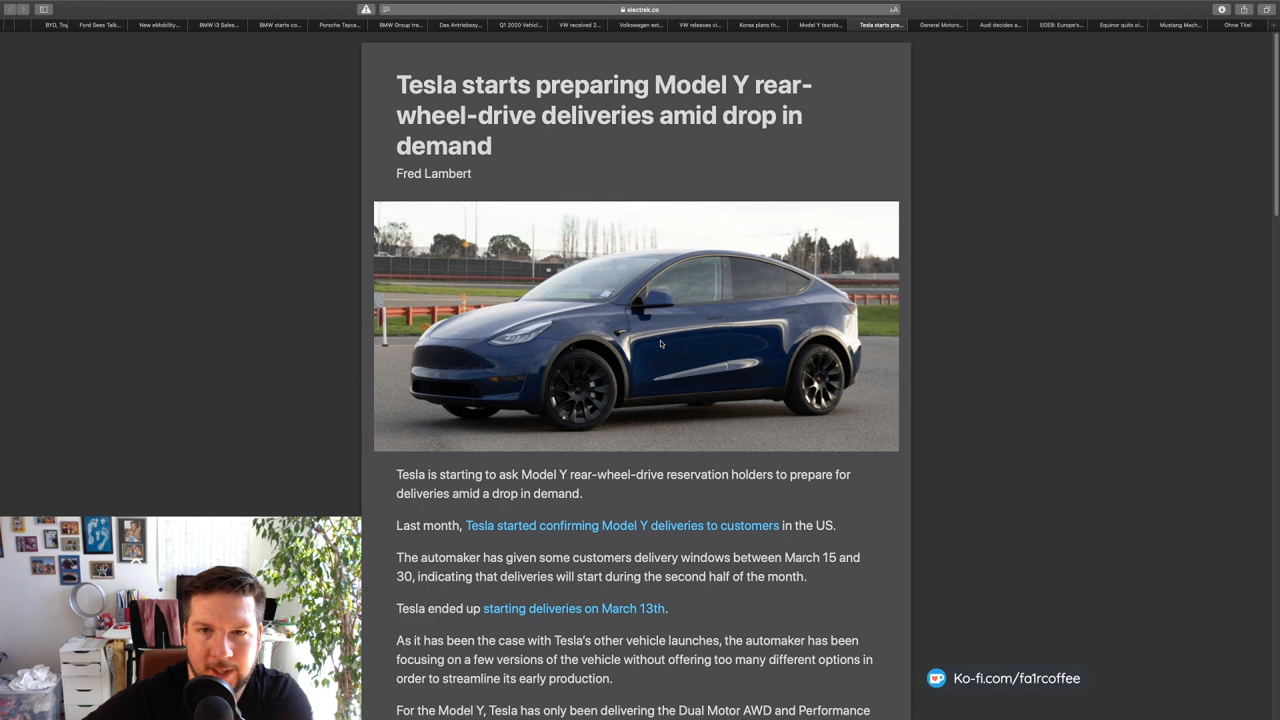 electrek.co
BYD, Toy
Ford Sees Talk...
New eMobility...
BMW i3 Sales...
BMW starts co...
Porsche Tayca...
BMW Group tre...
Das Antriebssy...
Q1 2020 Vehicl...
VW received 2...
Volkswagen ext...
VW releases vi...
Korea plans th...
Model Y teardo...
Tesla starts pre...
General Motors...
Audi decides a...
EGEB: Europe's...
Equinor quits oi...
Mustang Mach...
Ohne Titel
Tesla starts preparing Model Y rear-
wheel-drive deliveries amid drop in
demand
Fred Lambert
Tesla is starting to ask Model Y rear-wheel-drive reservation holders to prepare for
deliveries amid a drop in demand.
Last month, Tesla started confirming Model Y deliveries to customers in the US.
The automaker has given some customers delivery windows between March 15 and
30, indicating that deliveries will start during the second half of the month.
Tesla ended up starting deliveries on March 13th.
As it has been the case with Tesla's other vehicle launches, the automaker has been
focusing on a few versions of the vehicle without offering too many different options in
order to streamline its early production.
For the Model Y, Tesla has only been delivering the Dual Motor AWD and Performance
Ko-fi.com/fa1rcoffee